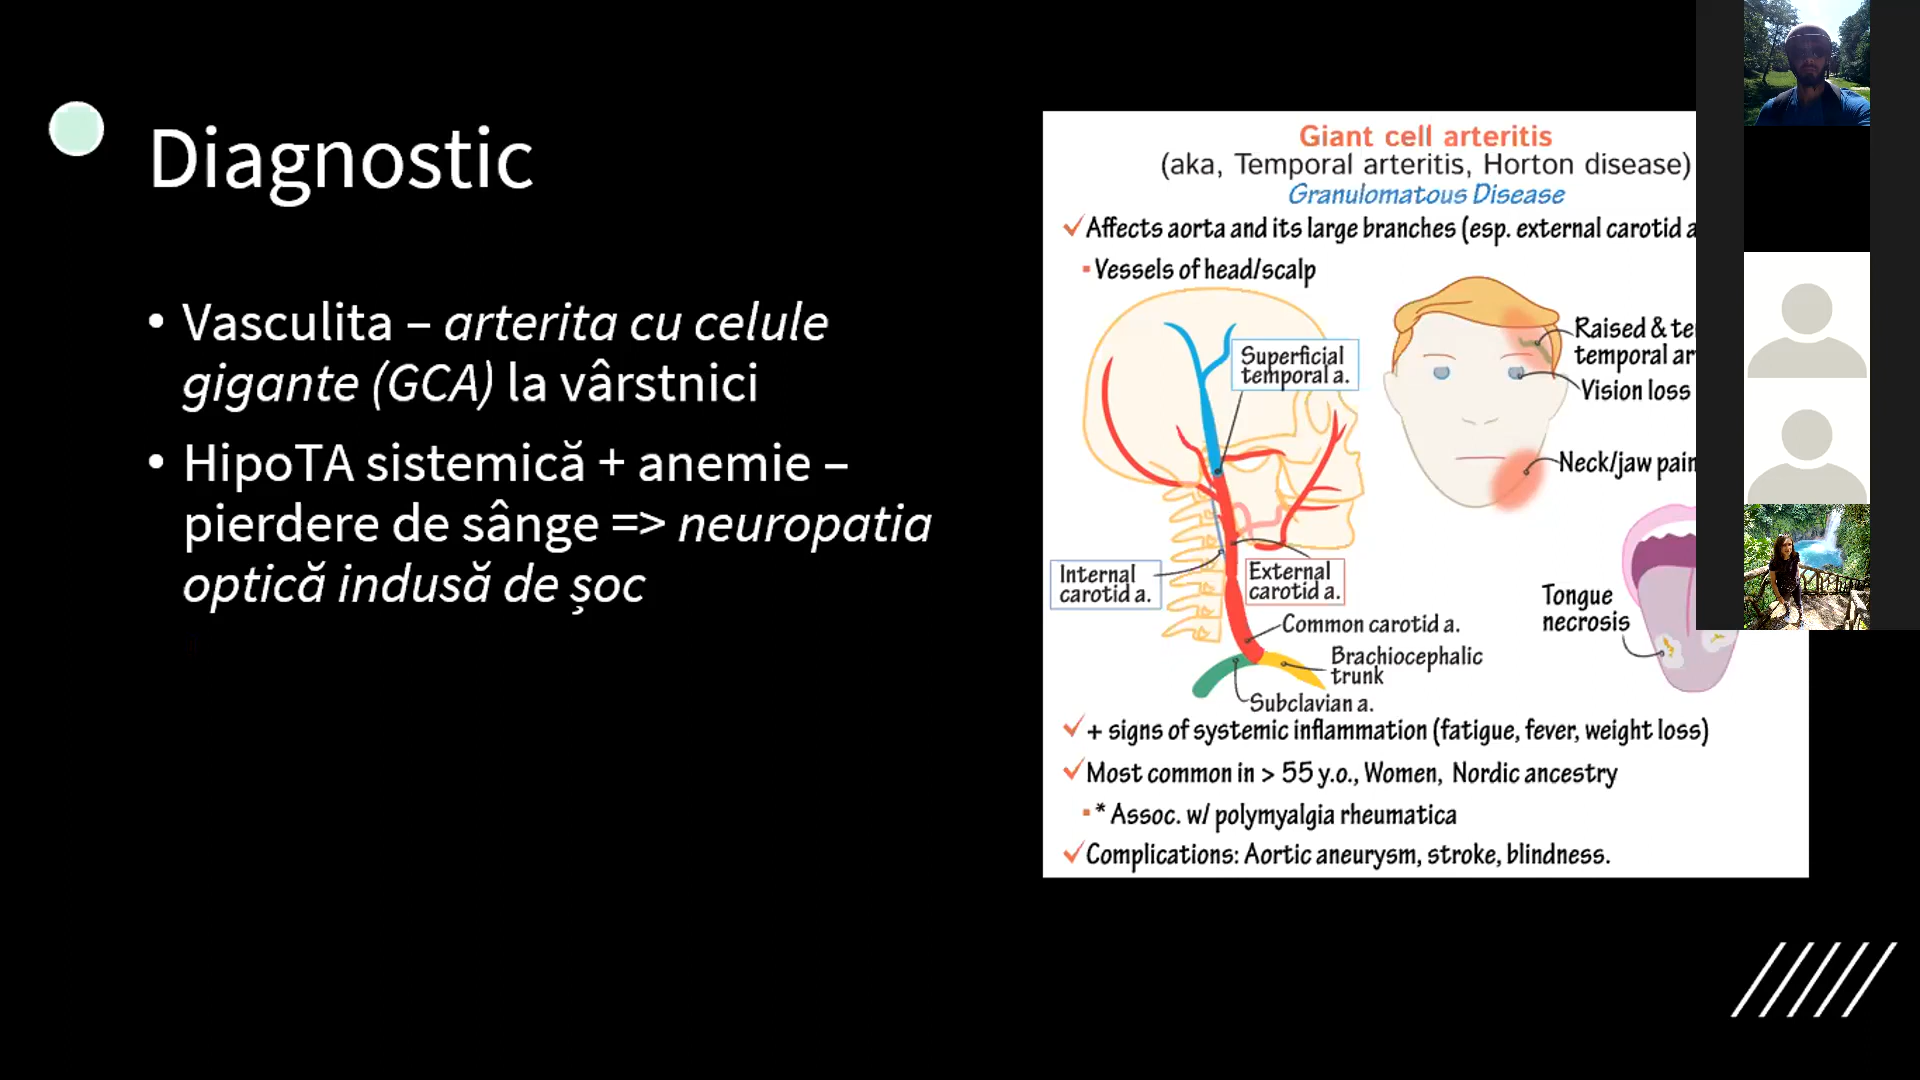 Diagnostic
• Vasculita – arterita cu celule
gigante (GCA) la vârstnici
• HipoTA sistemică + anemie –
pierdere de sânge => neuropatia
optică indusă de șoc
Giant cell arteritis
(aka, Temporal arteritis, Horton disease)
Granulomatous Disease
Affects aorta and its large branches (esp. external carotid a
Vessels of head/scalp
Superficial
temporal a.
Raised & te
temporal ar
Vision loss
Neck/jaw pain
Internal
carotid a.
External
carotid a.
Common carotid a.
Brachiocephalic
trunk
Subclavian a.
Tongue
necrosis
+ signs of systemic inflammation (fatigue, fever, weight loss)
Most common in > 55 y.o., Women, Nordic ancestry
* Assoc. w/ polymyalgia rheumatica
Complications: Aortic aneurysm, stroke, blindness.